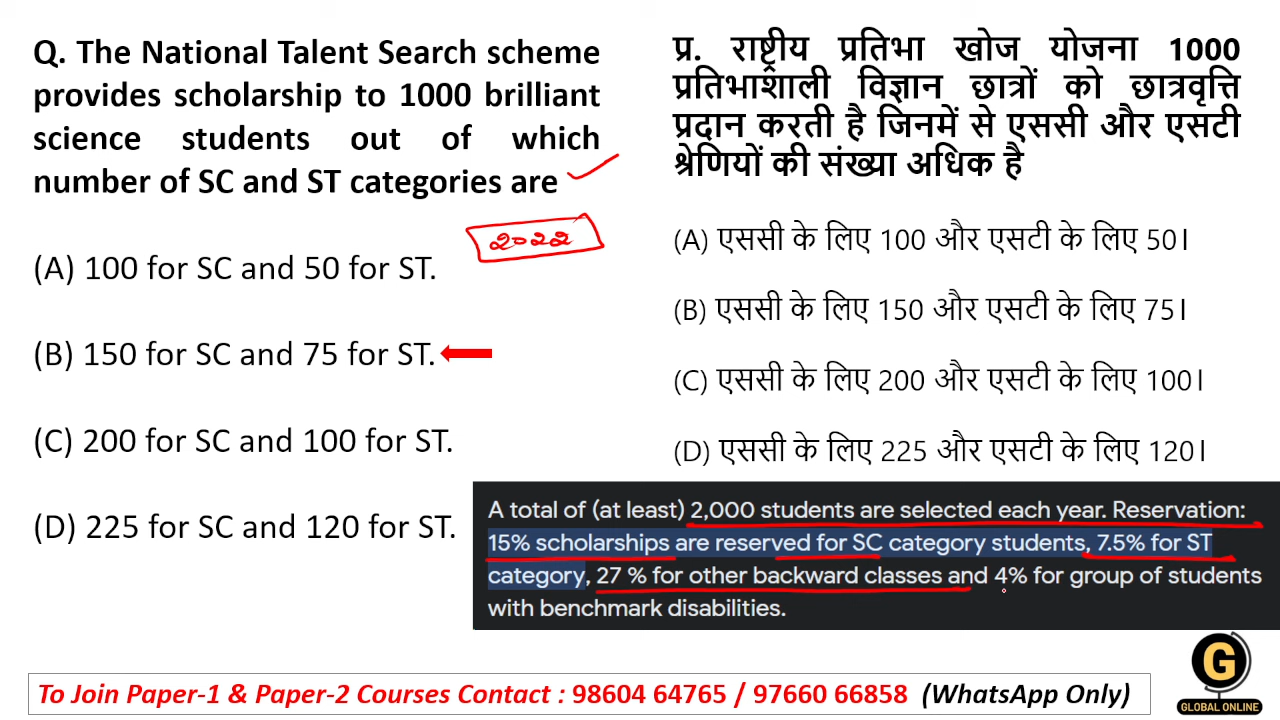 Q. The National Talent Search scheme
provides scholarship to 1000 brilliant
science students out of which
number of SC and ST categories are
2022
(A) 100 for SC and 50 for ST.
(B) 150 for SC and 75 for ST.
(C) 200 for SC and 100 for ST.
(D) 225 for SC and 120 for ST.
प्र. राष्ट्रीय प्रतिभा खोज योजना 1000
प्रतिभाशाली विज्ञान छात्रों को छात्रवृत्ति
प्रदान करती है जिनमें से एससी और एसटी
श्रेणियों की संख्या अधिक है
(A) एससी के लिए 100 और एसटी के लिए 50।
(B) एससी के लिए 150 और एसटी के लिए 75।
(C) एससी के लिए 200 और एसटी के लिए 100।
(D) एससी के लिए 225 और एसटी के लिए 120।
A total of (at least) 2,000 students are selected each year. Reservation:
15% scholarships are reserved for SC category students, 7.5% for ST
category, 27 % for other backward classes and 4% for group of students
with benchmark disabilities.
To Join Paper-1 & Paper-2 Courses Contact : 98604 64765 / 97660 66858 (WhatsApp Only)
G
GLOBAL ONLINE